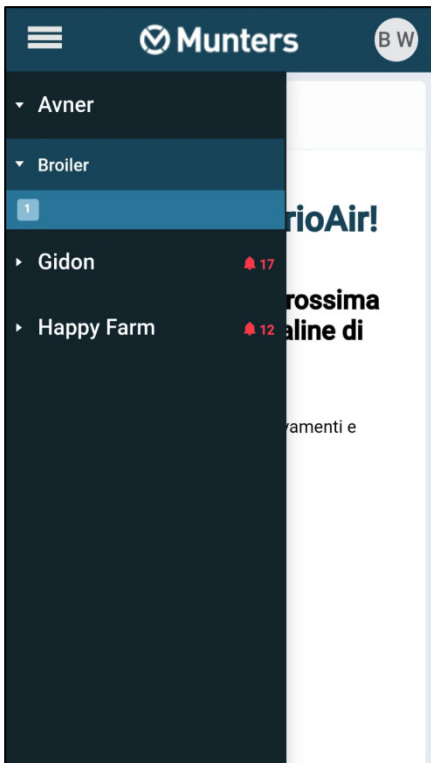 Munters
B W
Avner
Broiler
1
rioAir!
Gidon
17
rossima
Happy Farm
12
aline di
vamenti e